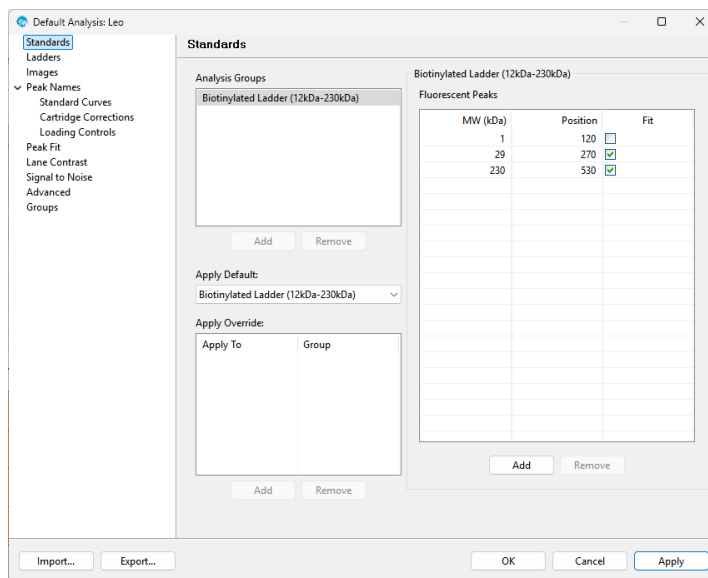 Default Analysis: Leo
Standards
Ladders
Images
Peak Names
Standard Curves
Cartridge Corrections
Loading Controls
Peak Fit
Lane Contrast
Signal to Noise
Advanced
Groups
Standards
Analysis Groups
Biotinylated Ladder (12kDa-230kDa)
Add Remove
Apply Default:
Biotinylated Ladder (12kDa-230kDa)
Apply Override:
Apply To Group
Add Remove
Biotinylated Ladder (12kDa-230kDa)
Fluorescent Peaks
MW (kDa) Position Fit
1 120
29 270
230 530
Add Remove
Import... Export... OK Cancel Apply